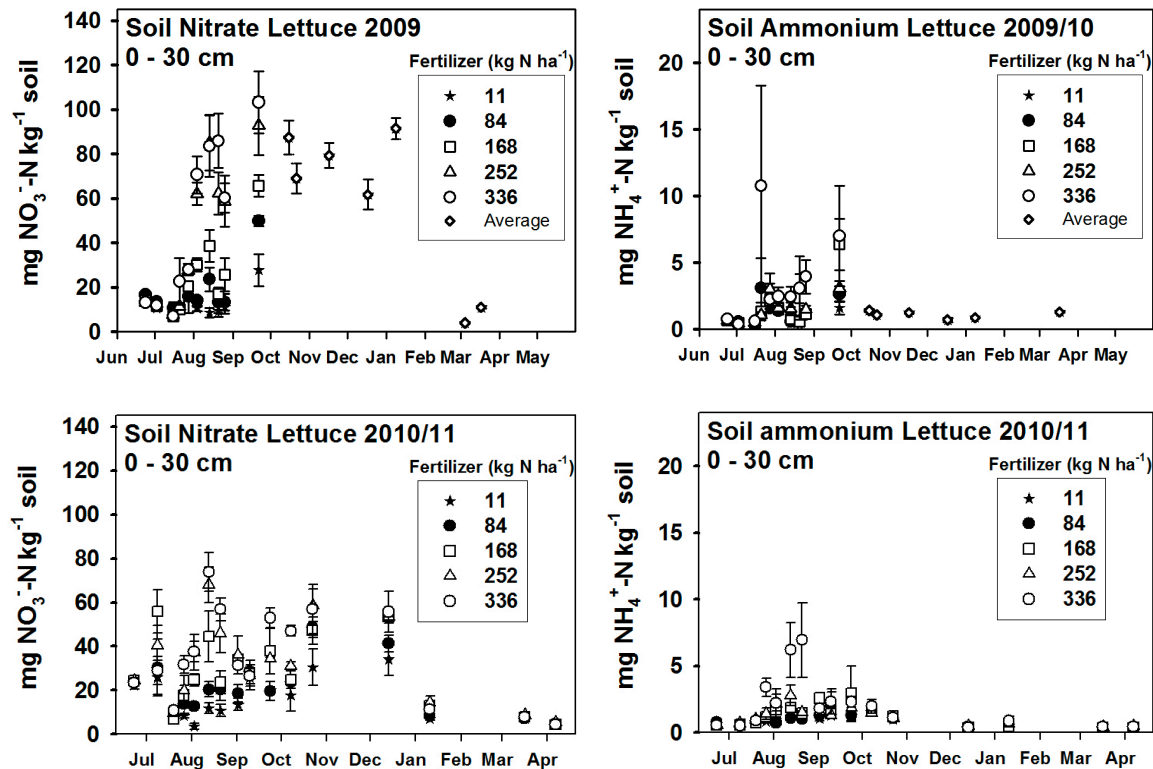 Soil Nitrate Lettuce 2009
0 - 30 cm
Fertilizer (kg N ha⁻¹)
11
84
168
252
336
Average
mg NO₃⁻-N kg⁻¹ soil
140
120
100
80
60
40
20
0
Jun Jul Aug Sep Oct Nov Dec Jan Feb Mar Apr May
Soil Ammonium Lettuce 2009/10
0 - 30 cm
Fertilizer (kg N ha⁻¹)
11
84
168
252
336
Average
mg NH₄⁺-N kg⁻¹ soil
20
15
10
5
0
Jun Jul Aug Sep Oct Nov Dec Jan Feb Mar Apr May
Soil Nitrate Lettuce 2010/11
0 - 30 cm
Fertilizer (kg N ha⁻¹)
11
84
168
252
336
mg NO₃⁻-N kg⁻¹ soil
140
120
100
80
60
40
20
0
Jul Aug Sep Oct Nov Dec Jan Feb Mar Apr
Soil ammonium Lettuce 2010/11
0 - 30 cm
Fertilizer (kg N ha⁻¹)
11
84
168
252
336
mg NH₄⁺-N kg⁻¹ soil
20
15
10
5
0
Jul Aug Sep Oct Nov Dec Jan Feb Mar Apr